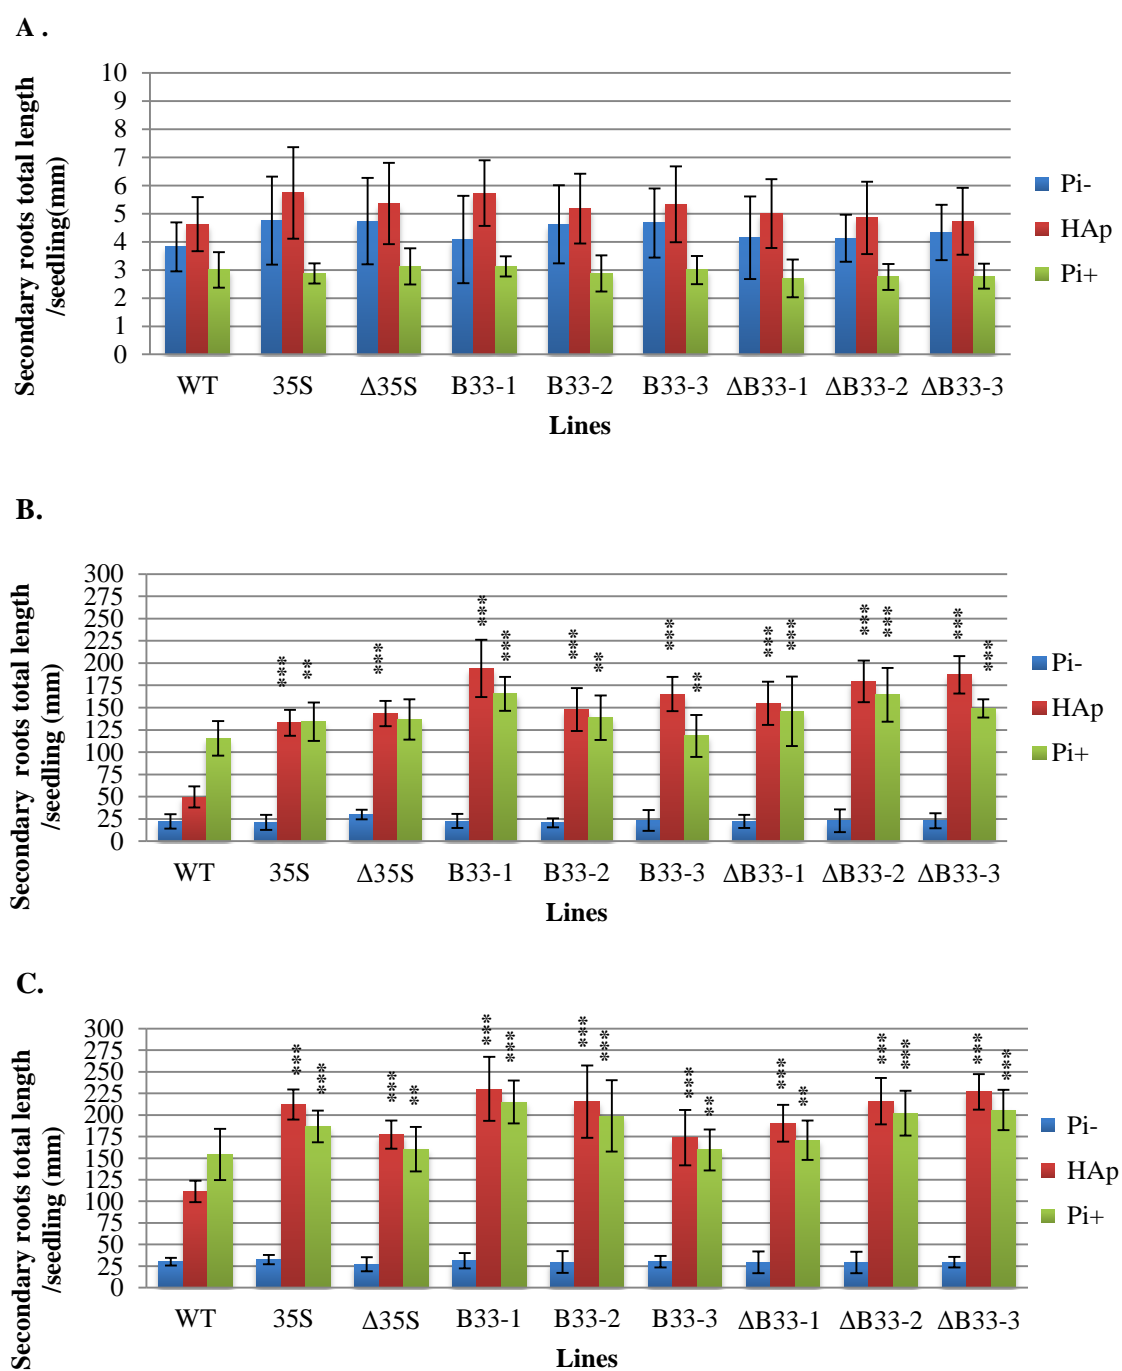 A .
Secondary roots total length
/seedling(mm)
10
9
8
7
6
5
4
3
2
1
0
WT 35S Δ35S B33-1 B33-2 B33-3 ΔB33-1 ΔB33-2 ΔB33-3
Lines
Pi-
HAp
Pi+
B.
Secondary roots total length
/seedling (mm)
300
275
250
225
200
175
150
125
100
75
50
25
0
*** ** *** *** *** *** ** *** ** *** *** *** *** *** ***
WT 35S Δ35S B33-1 B33-2 B33-3 ΔB33-1 ΔB33-2 ΔB33-3
Lines
Pi-
HAp
Pi+
C.
Secondary roots total length
/seedling (mm)
300
275
250
225
200
175
150
125
100
75
50
25
0
*** *** *** ** *** *** *** *** *** ** *** ** *** *** *** ***
WT 35S Δ35S B33-1 B33-2 B33-3 ΔB33-1 ΔB33-2 ΔB33-3
Lines
Pi-
HAp
Pi+